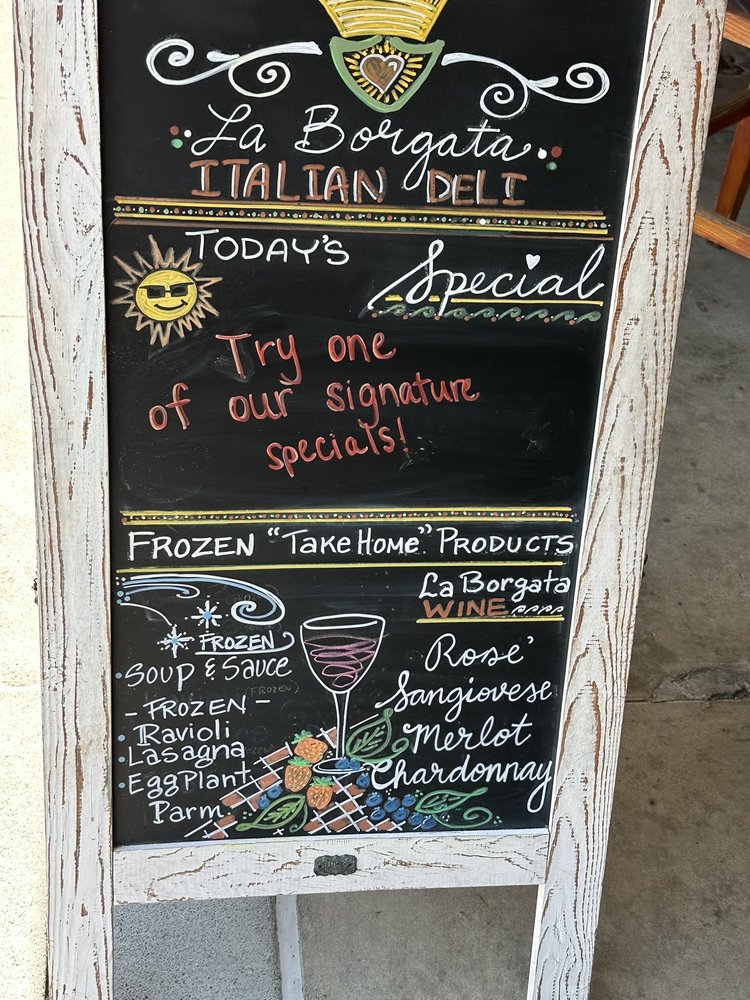 La Borgata
ITALIAN DELI
TODAY'S
Special
Try one
of our signature
specials!
FROZEN "Take Home" PRODUCTS
FROZEN
Soup & Sauce
(FROZEN)
- FROZEN -
Ravioli
Lasagna
EggPlant
Parm
La Borgata
WINE
Rose'
Sangiovese
Merlot
Chardonnay